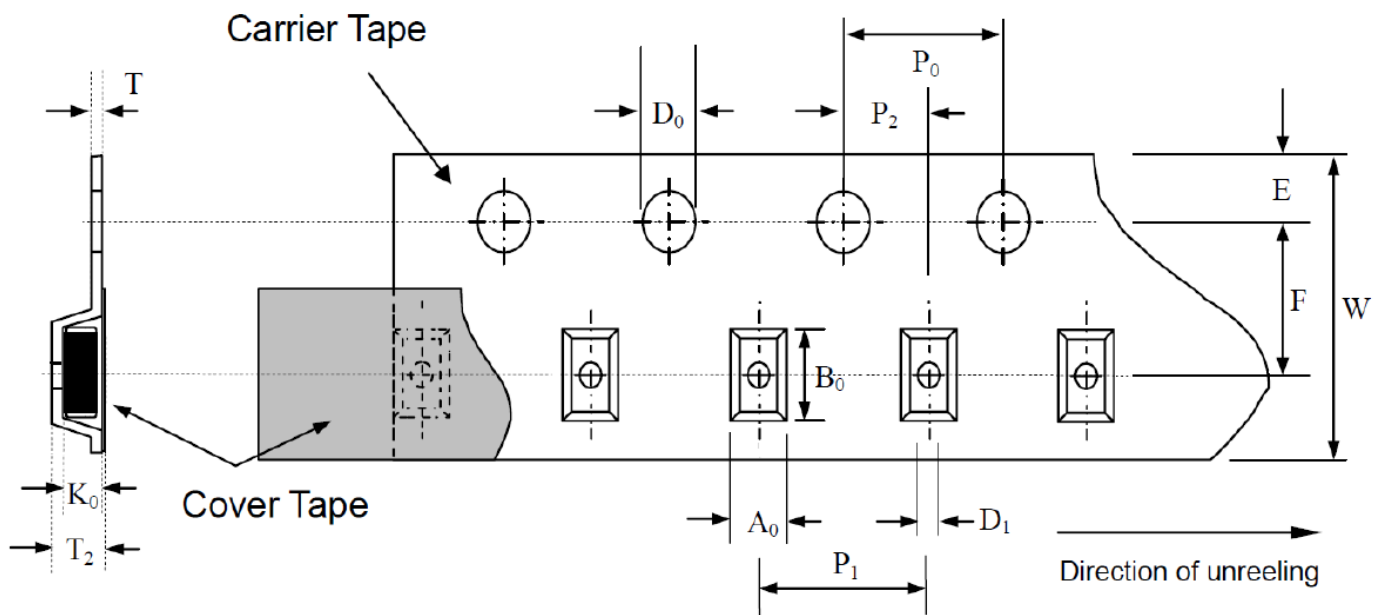 Carrier Tape
P₀
T
D₀
P₂
E
F
W
B₀
K₀
Cover Tape
A₀
D₁
T₂
P₁
Direction of unreeling